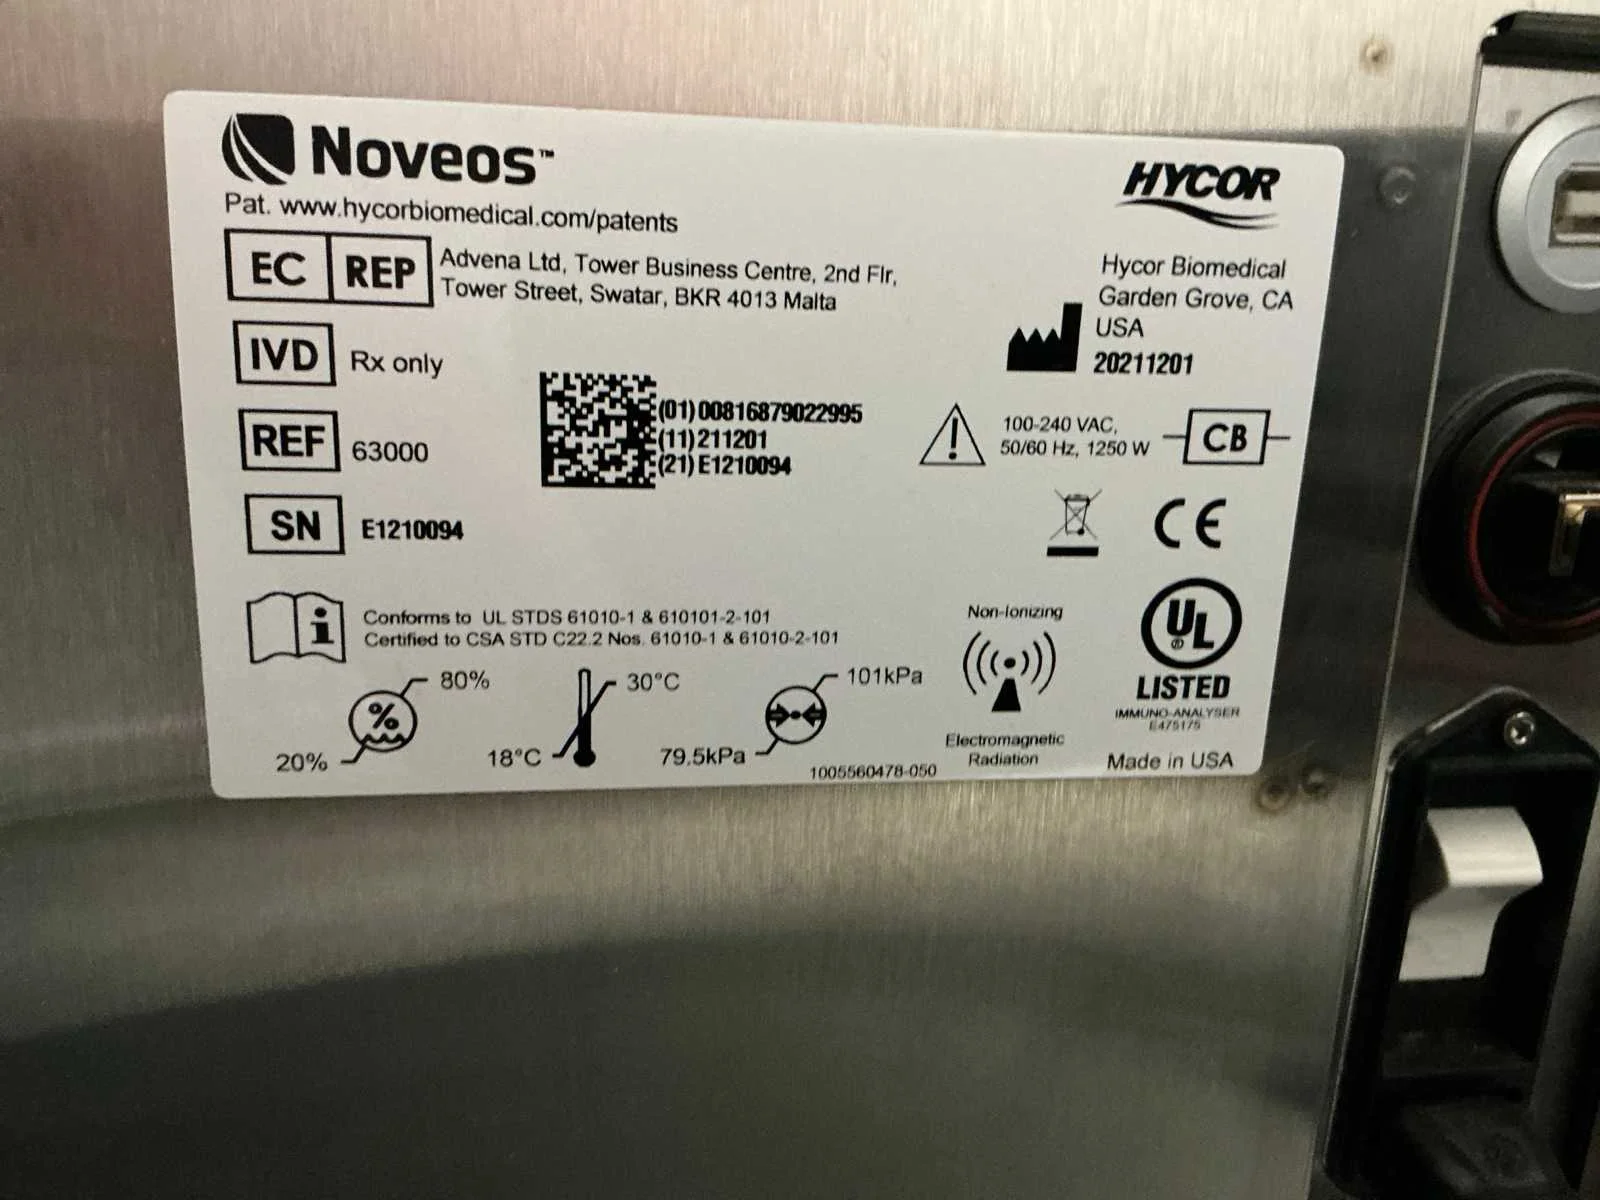 Noveos™
Pat. www.hycorbiomedical.com/patents
HYCOR
EC REP
Advena Ltd, Tower Business Centre, 2nd Flr,
Tower Street, Swatar, BKR 4013 Malta
Hycor Biomedical
Garden Grove, CA
USA
20211201
IVD Rx only
(01)00816879022995
(11)211201
(21)E1210094
100-240 VAC,
50/60 Hz, 1250 W
CB
REF 63000
SN E1210094
CE
Conforms to UL STDS 61010-1 & 610101-2-101
Certified to CSA STD C22.2 Nos. 61010-1 & 61010-2-101
Non-Ionizing
UL ®
LISTED
IMMUNO-ANALYSER
E475175
80%
%
20%
30°C
18°C
101kPa
79.5kPa
Electromagnetic
Radiation
1005560478-050
Made in USA